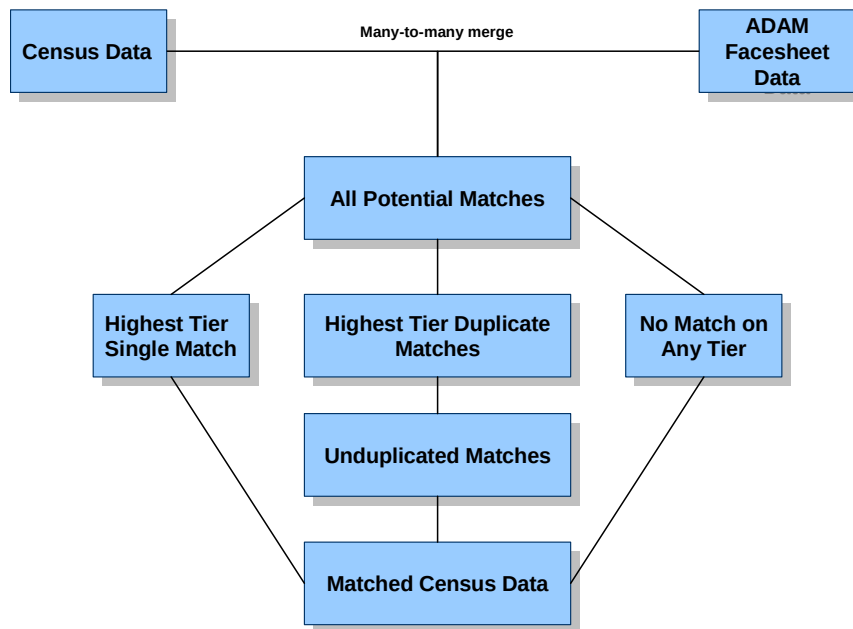 Census Data
Many-to-many merge
ADAM
Facesheet
Data
All Potential Matches
Highest Tier
Single Match
Highest Tier Duplicate
Matches
No Match on
Any Tier
Unduplicated Matches
Matched Census Data